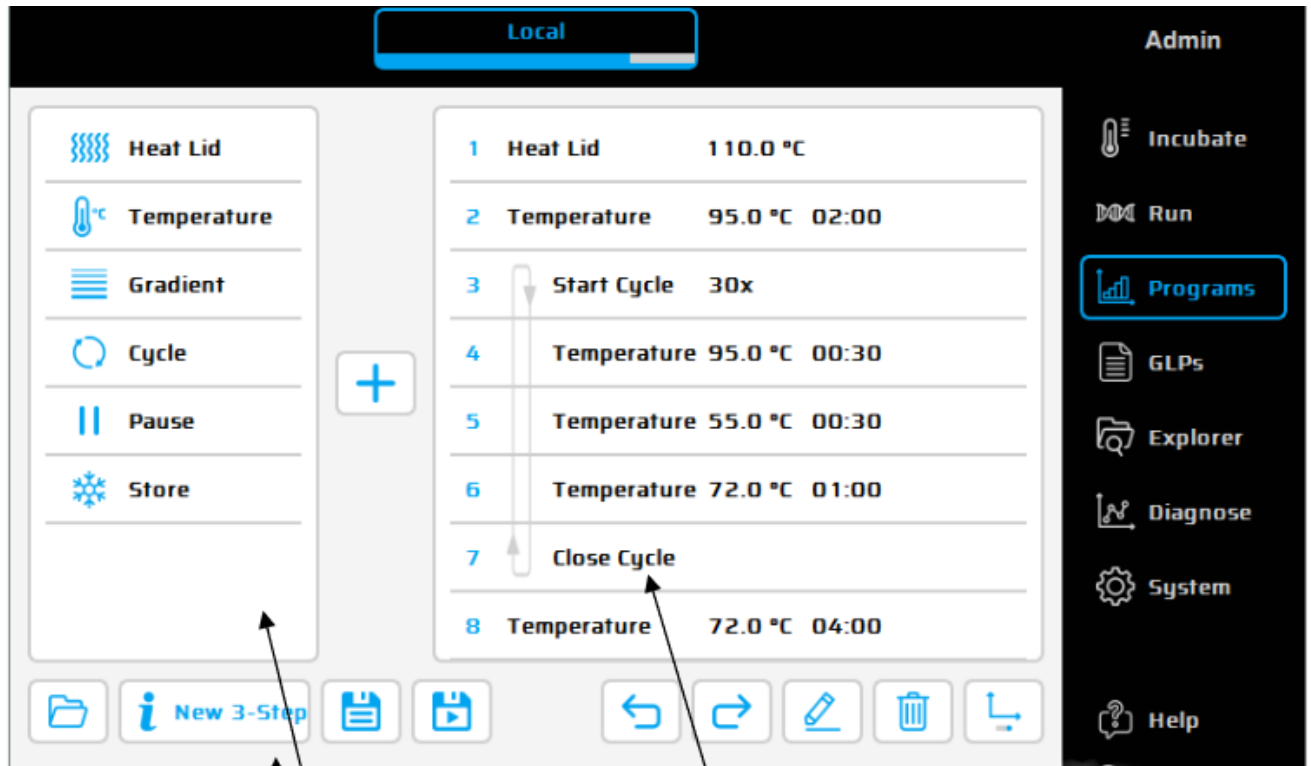 Local
Admin
Heat Lid
Temperature
Gradient
Cycle
Pause
Store
1 Heat Lid 110.0 °C
2 Temperature 95.0 °C 02:00
3 Start Cycle 30x
4 Temperature 95.0 °C 00:30
5 Temperature 55.0 °C 00:30
6 Temperature 72.0 °C 01:00
7 Close Cycle
8 Temperature 72.0 °C 04:00
i New 3-Step
Incubate
Run
Programs
GLPs
Explorer
Diagnose
System
Help